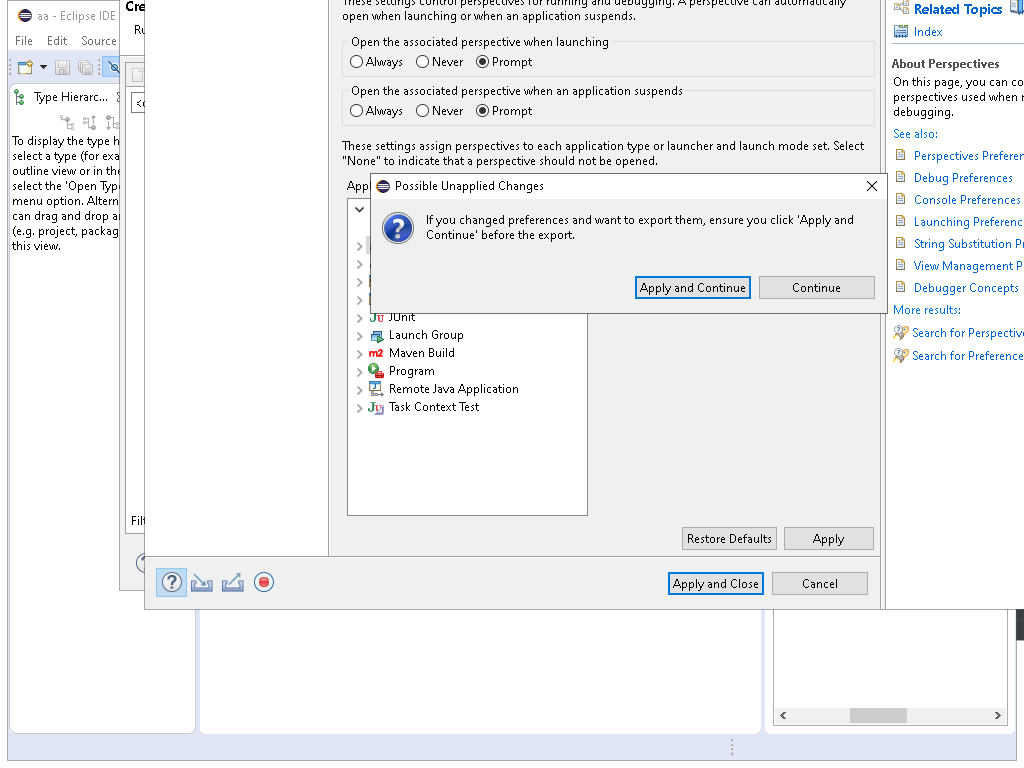 aa - Eclipse IDE
File Edit Source
Type Hierarc...
To display the type h
select a type (for exa
outline view or in the
select the 'Open Type
menu option. Altern
can drag and drop a
(e.g. project, packag
this view.
Cre
Ru
<c
Filt
These settings control perspectives for running and debugging. A perspective can automatically
open when launching or when an application suspends.
Open the associated perspective when launching
Always Never Prompt
Open the associated perspective when an application suspends
Always Never Prompt
These settings assign perspectives to each application type or launcher and launch mode set. Select
"None" to indicate that a perspective should not be opened.
Appl
Possible Unapplied Changes
If you changed preferences and want to export them, ensure you click 'Apply and
Continue' before the export.
Apply and Continue Continue
JUnit
Launch Group
Maven Build
Program
Remote Java Application
Task Context Test
Restore Defaults Apply
Apply and Close Cancel
Related Topics
Index
About Perspectives
On this page, you can co
perspectives used when r
debugging.
See also:
Perspectives Preferen
Debug Preferences
Console Preferences
Launching Preferenc
String Substitution Pr
View Management P
Debugger Concepts
More results:
Search for Perspective
Search for Preference